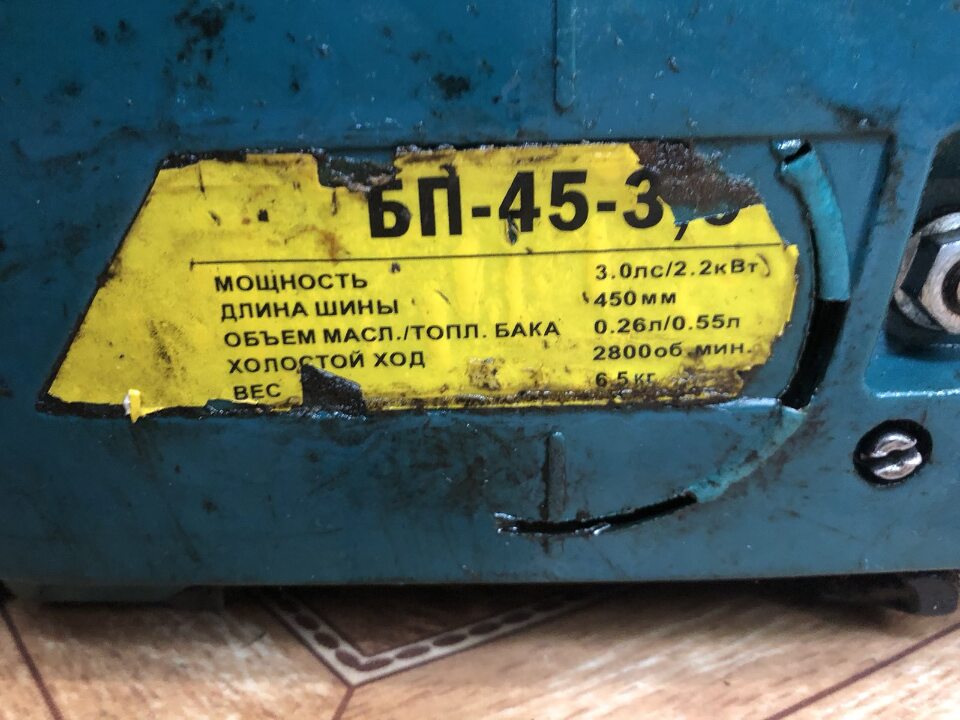 БП-45-3,
МОЩНОСТЬ 3.0лс/2.2кВт
ДЛИНА ШИНЫ 450мм
ОБЪЕМ МАСЛ./ТОПЛ. БАКА 0.26л/0.55л
ХОЛОСТОЙ ХОД 2800об.мин.
ВЕС 6.5кг